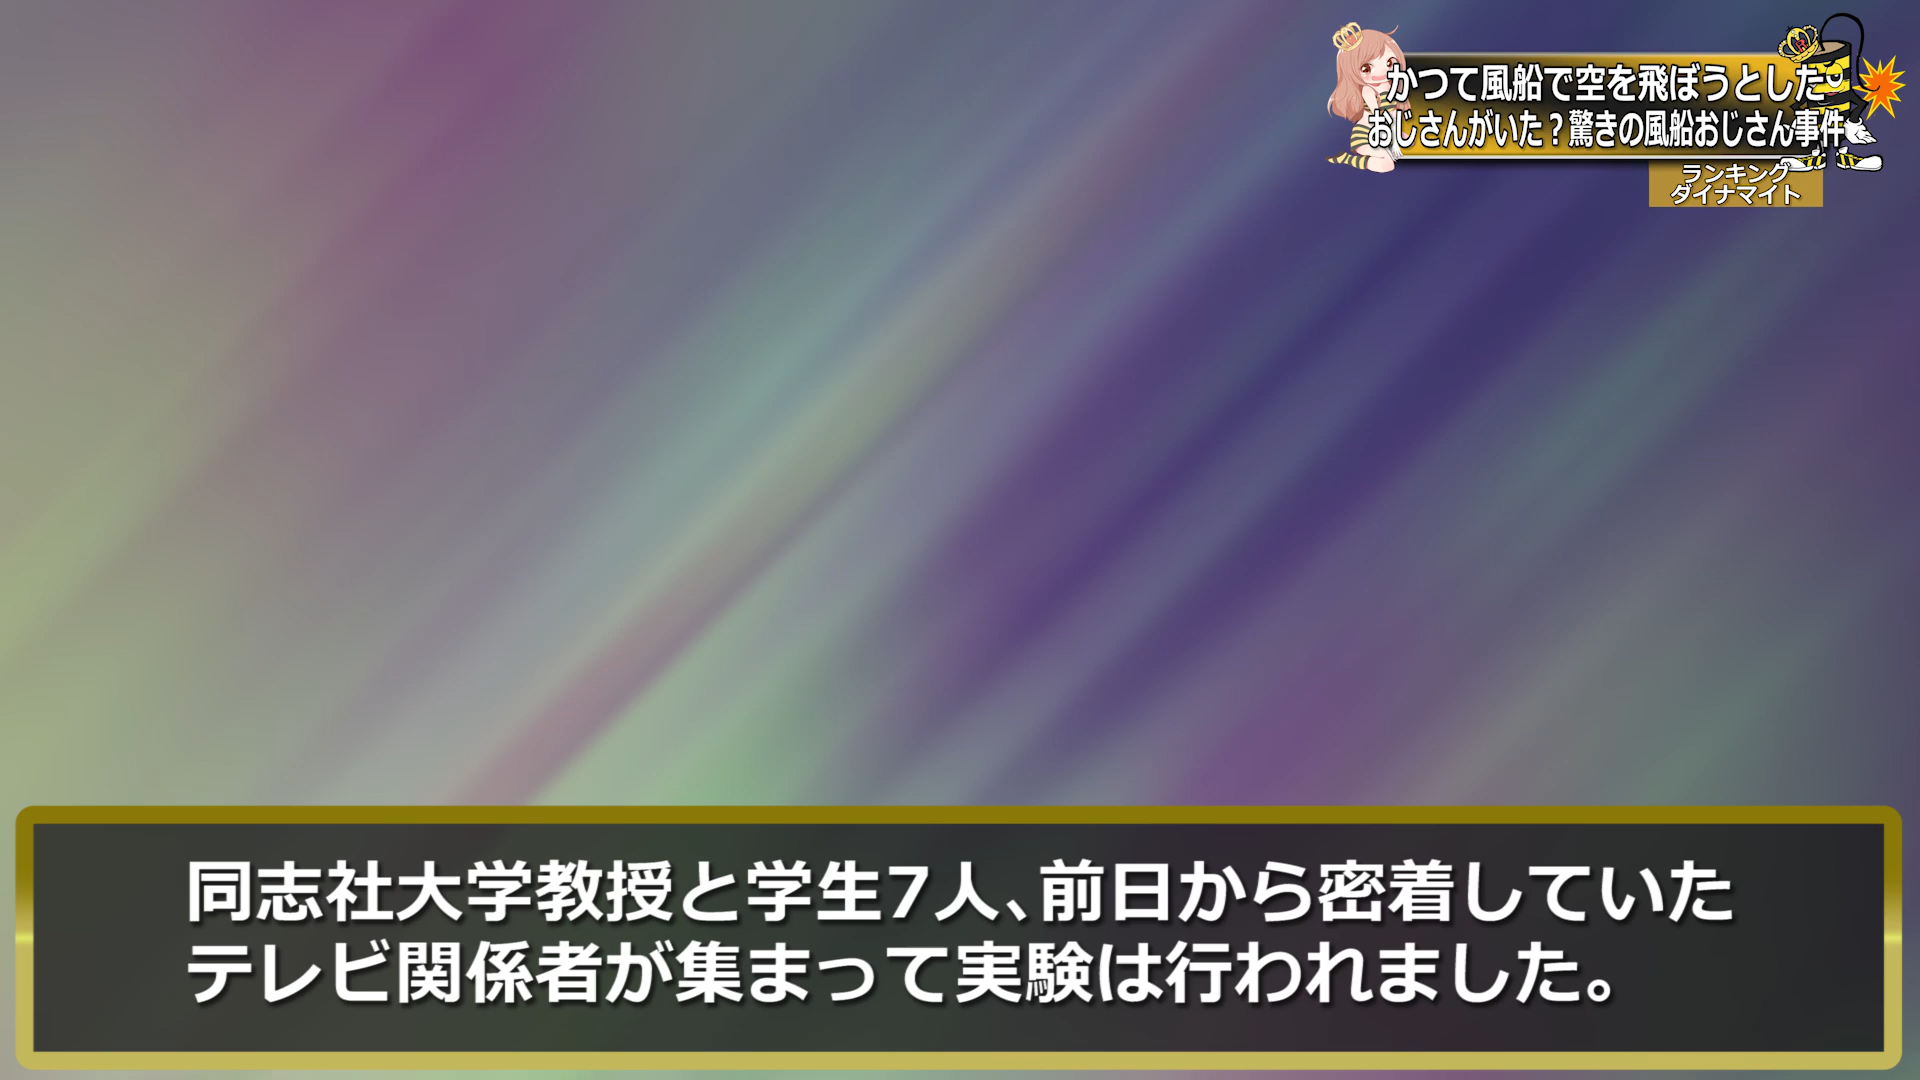 かつて風船で空を飛ぼうとした
おじさんがいた？驚きの風船おじさん事件
ランキング
ダイナマイト
同志社大学教授と学生7人、前日から密着していた
テレビ関係者が集まって実験は行われました。